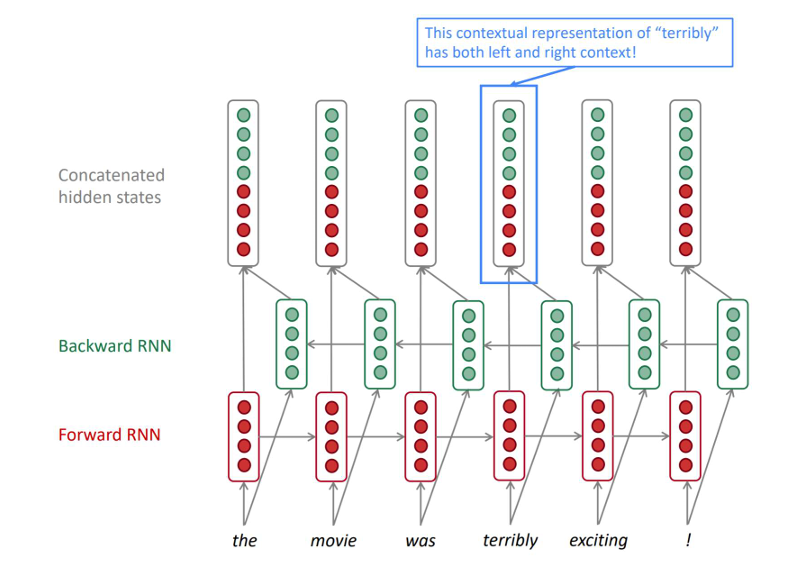 This contextual representation of “terribly”
has both left and right context!
Concatenated
hidden states
Backward RNN
Forward RNN
the movie was terribly exciting !